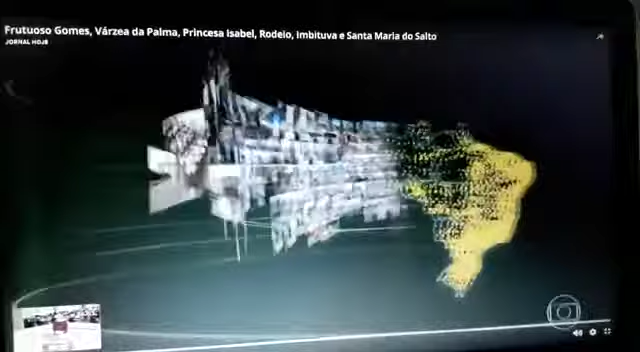 Frutuoso Gomes, Várzea da Palma, Princesa Isabel, Rodeio, Imbituva e Santa Maria do Salto
JORNAL HOJE